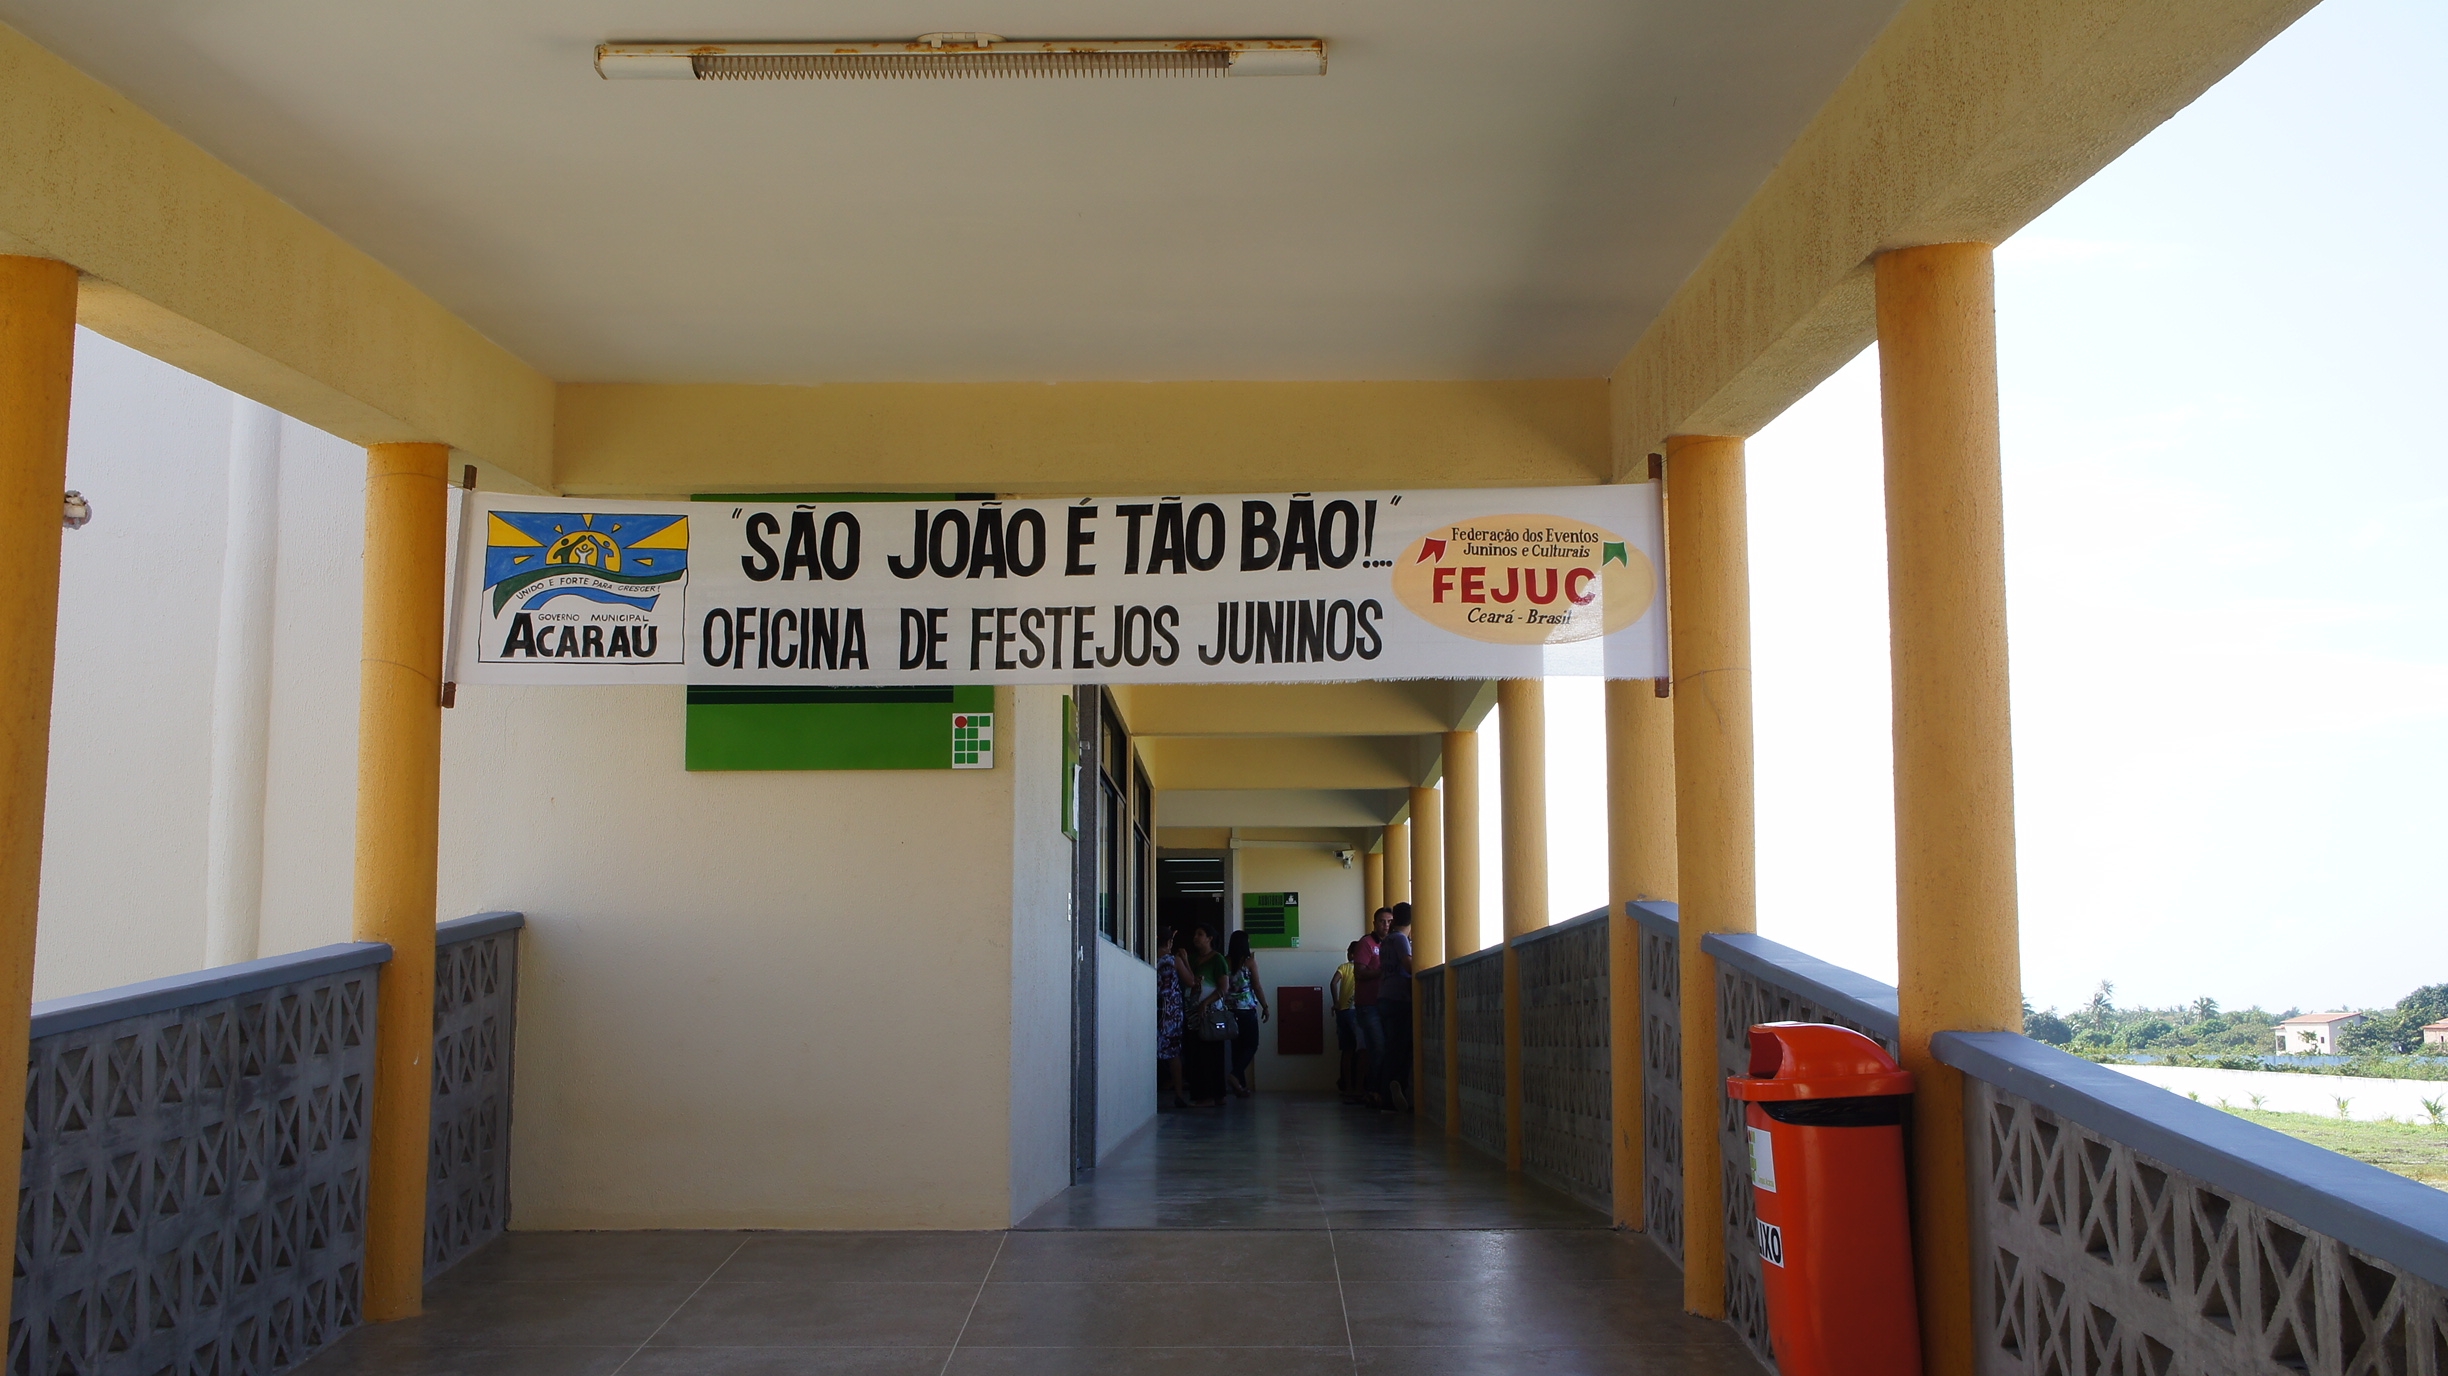 "SÃO JOÃO É TÃO BÃO!..."
OFICINA DE FESTEJOS JUNINOS
UNIDO E FORTE PARA CRESCER!
GOVERNO MUNICIPAL
ACARAÚ
Federação dos Eventos
Juninos e Culturais
FEJUC
Ceará - Brasil
AUDITÓRIO
LIXO